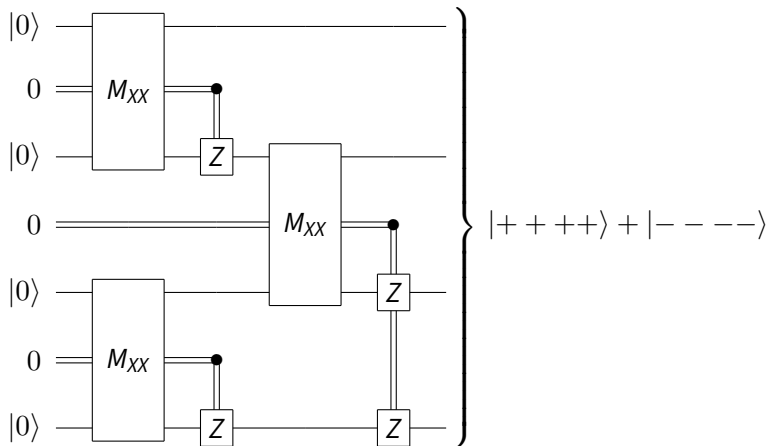 |0⟩
0 M_XX
|0⟩ Z
0 M_XX |+ + ++⟩ + |− − −−⟩
|0⟩ Z
0 M_XX
|0⟩ Z Z